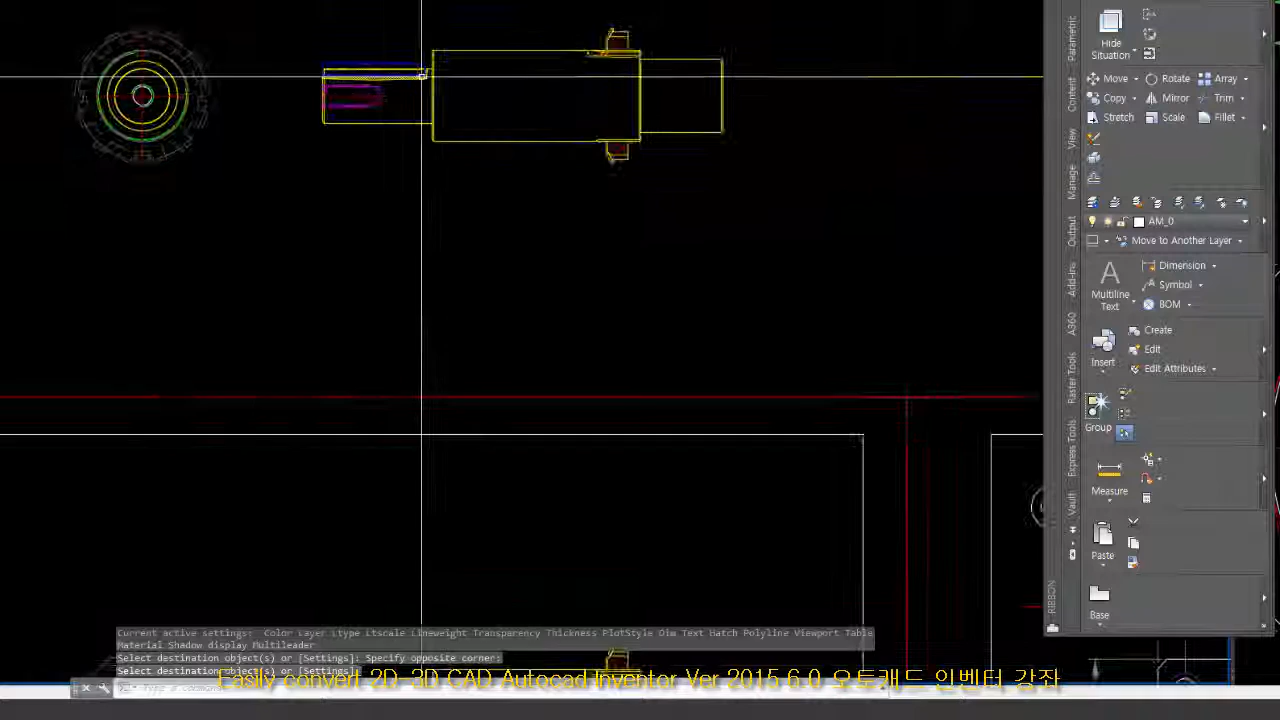 Parametric
Content
View
Manage
Output
Add-ins
A360
Raster Tools
Express Tools
Vault
RIBBON
Hide
Situation
Move
Rotate
Array
Copy
Mirror
Trim
Stretch
Scale
Fillet
AM_0
Move to Another Layer
Multiline
Text
Dimension
Symbol
BOM
Insert
Create
Edit
Edit Attributes
Group
Measure
Paste
Base
Current active settings: Color Layer Ltype Ltscale Lineweight Transparency Thickness PlotStyle Dim Text Hatch Polyline Viewport Table
Material Shadow display Multileader
Select destination object(s) or [Settings]: Specify opposite corner:
Select destination object(s) or [Settings]:
Type a command
Easily convert 2D-3D CAD Autocad Inventor Ver 2015 6.0 오토캐드 인벤터 강좌